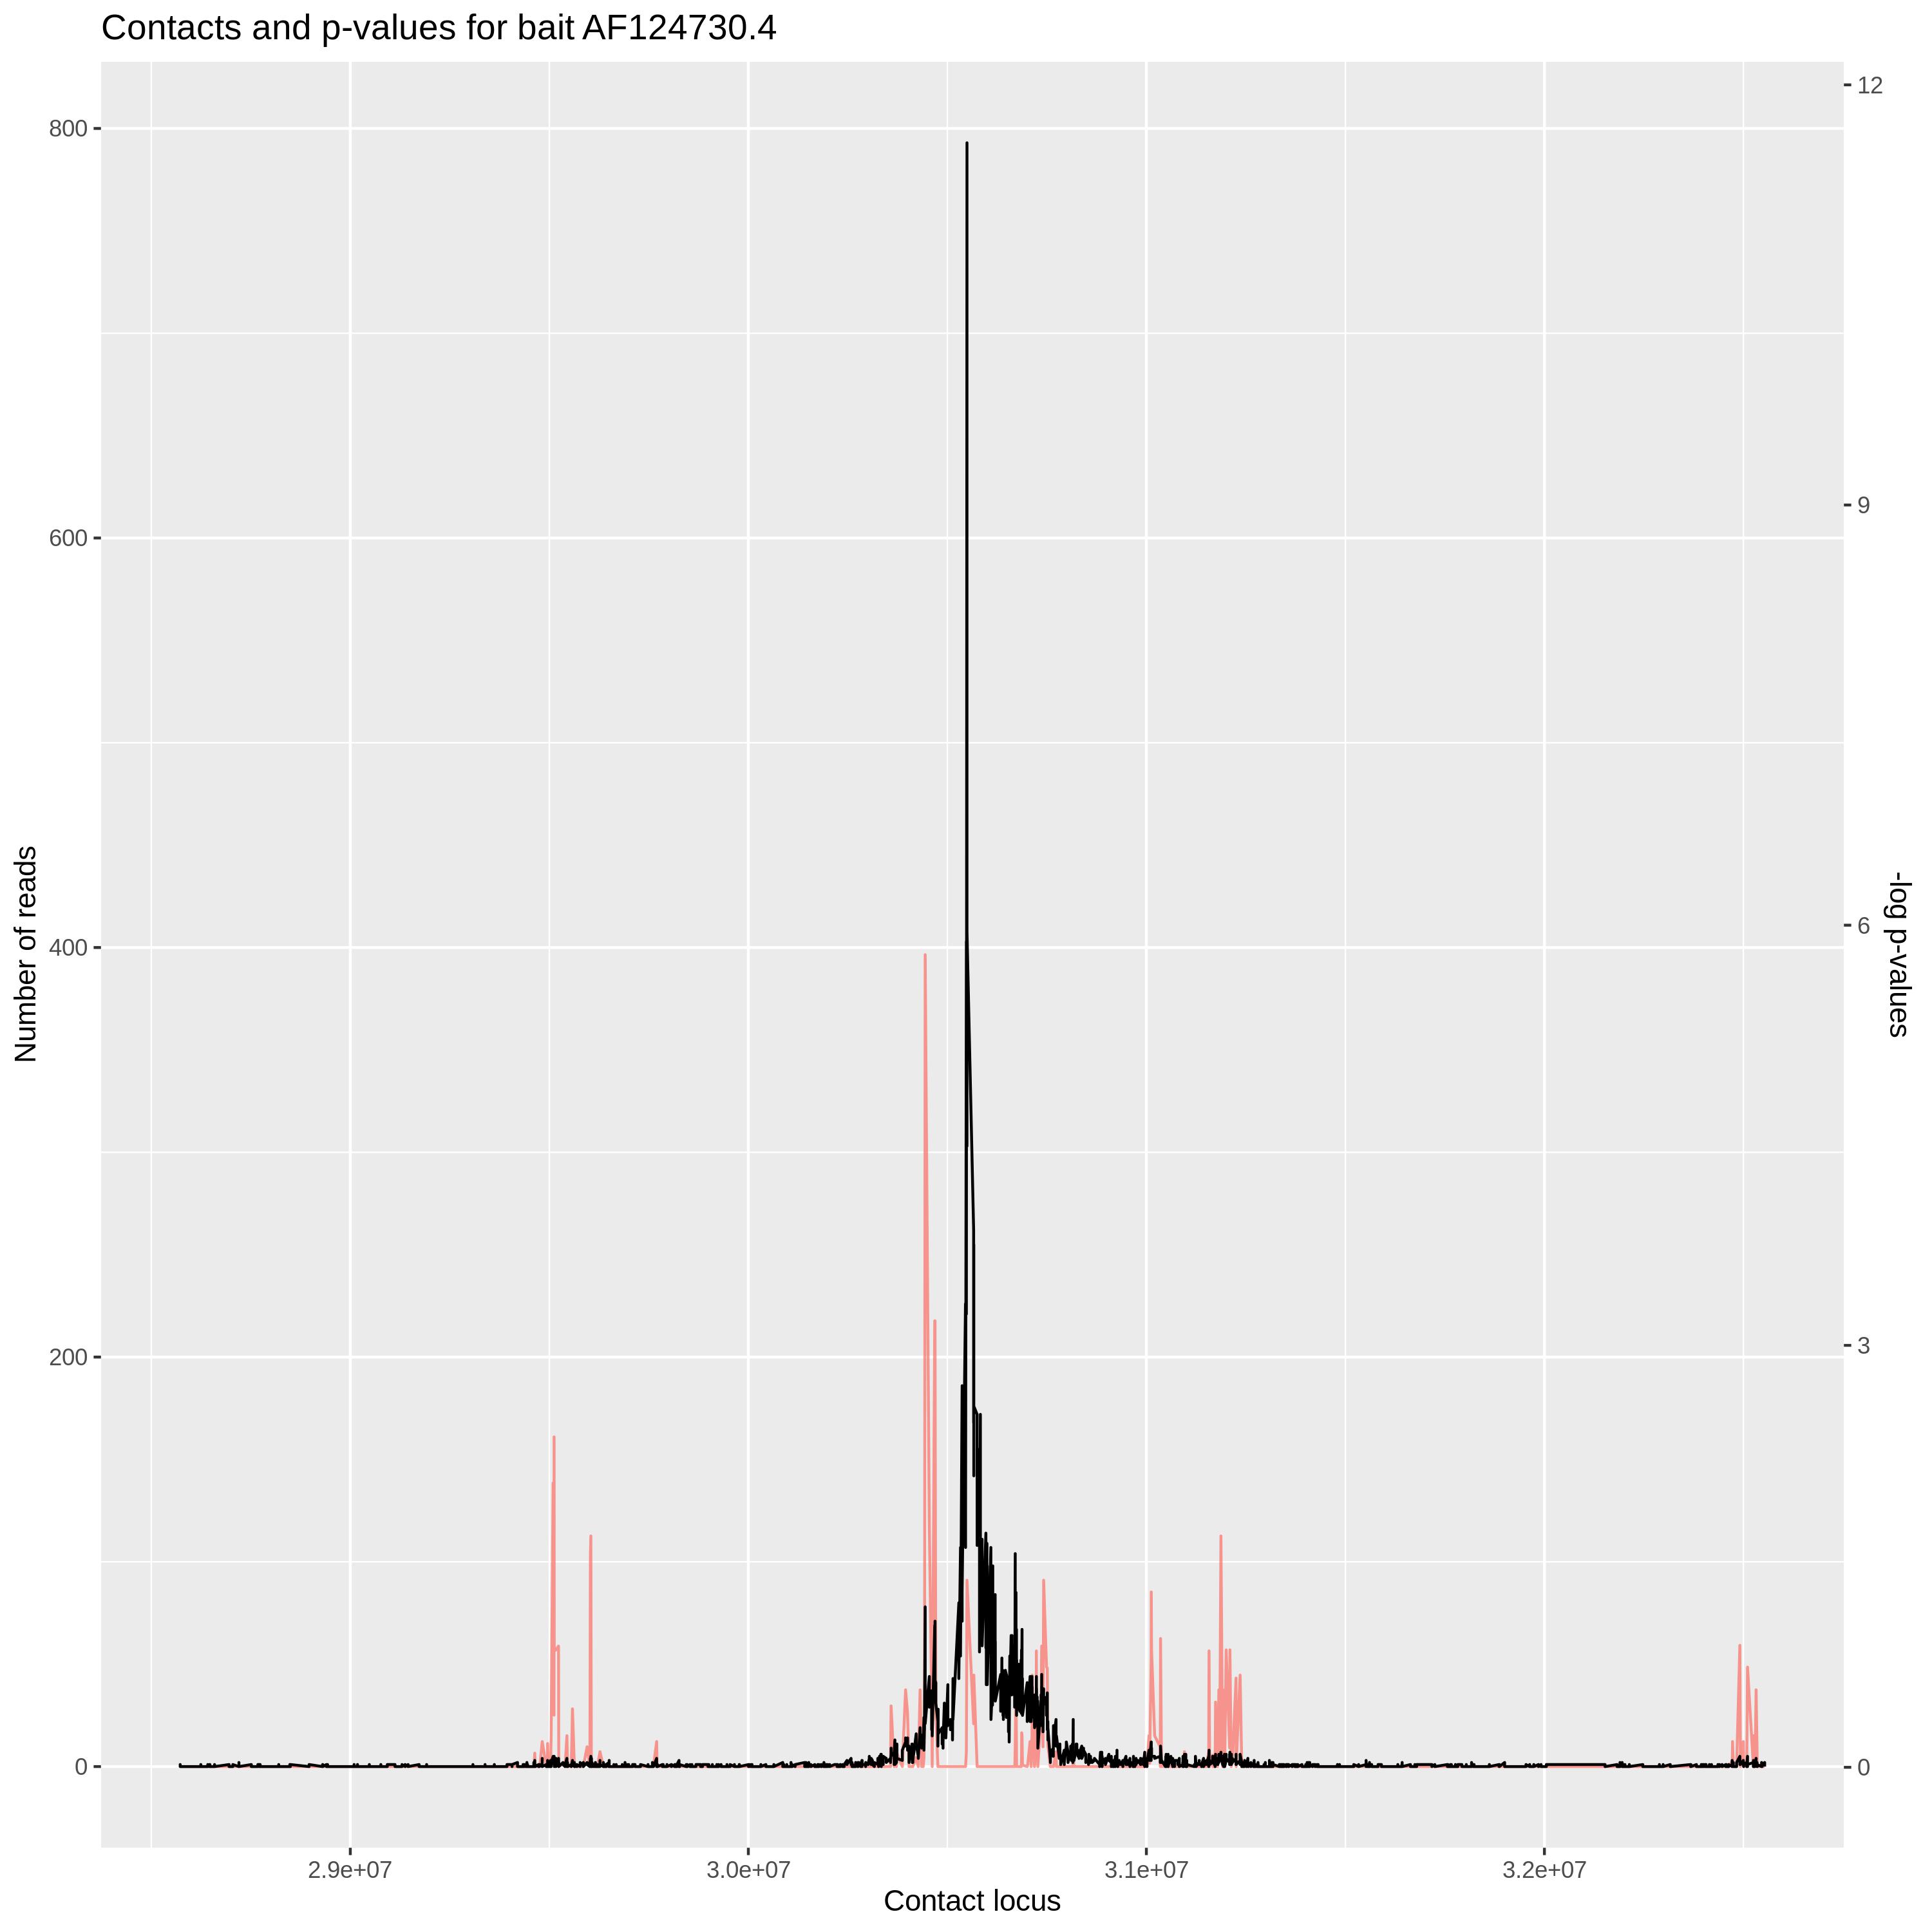 Contacts and p-values for bait AF124730.4
800
600
400
200
0
Number of reads
12
9
6
3
0
-log p-values
2.9e+07
3.0e+07
3.1e+07
3.2e+07
Contact locus